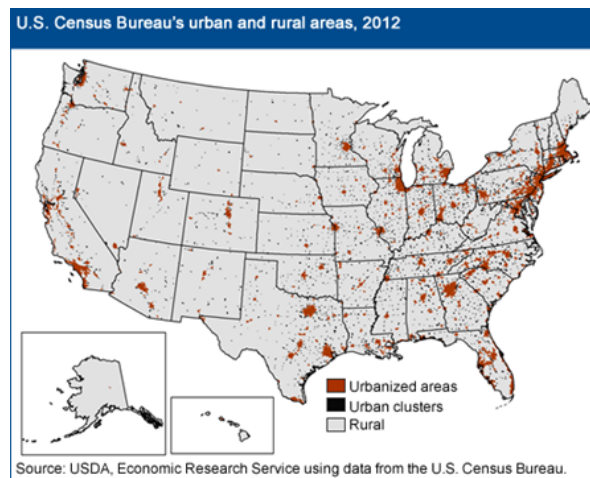 U.S. Census Bureau's urban and rural areas, 2012
Urbanized areas
Urban clusters
Rural
Source: USDA, Economic Research Service using data from the U.S. Census Bureau.